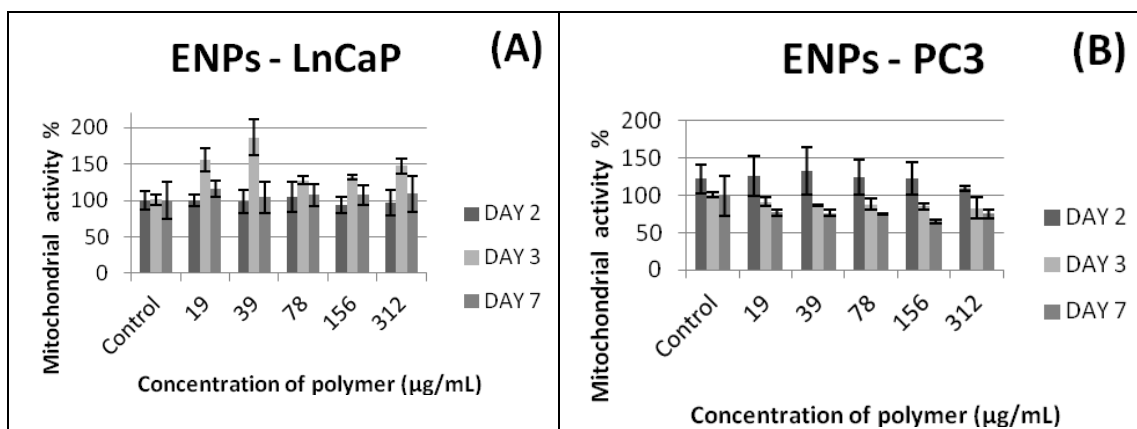 ENPs - LnCaP
(A)
Mitochondrial activity %
200
150
100
50
0
Control
19
39
78
156
312
DAY 2
DAY 3
DAY 7
Concentration of polymer (µg/mL)
ENPs - PC3
(B)
Mitochondrial activity %
200
150
100
50
0
Control
19
39
78
156
312
DAY 2
DAY 3
DAY 7
Concentration of polymer (µg/mL)